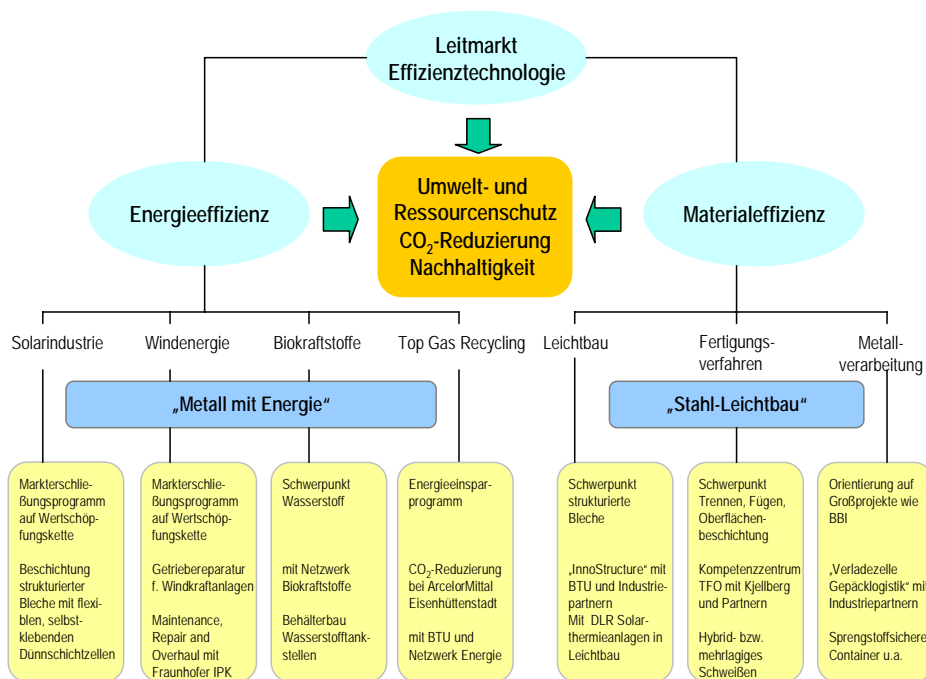 Leitmarkt
Effizienztechnologie
Energieeffizienz
Umwelt- und
Ressourcenschutz
CO₂-Reduzierung
Nachhaltigkeit
Materialeffizienz
Solarindustrie
Windenergie
Biokraftstoffe
Top Gas Recycling
Leichtbau
Fertigungs-
verfahren
Metall-
verarbeitung
„Metall mit Energie“
„Stahl-Leichtbau“
Markterschlie-
ßungsprogramm
auf Wertschöp-
fungskette
Beschichtung
strukturierter
Bleche mit flexi-
blen, selbst-
klebenden
Dünnschichtzellen
Markterschlie-
ßungsprogramm
auf Wertschöp-
fungskette
Getriebereparatur
f. Windkraftanlagen
Maintenance,
Repair and
Overhaul mit
Fraunhofer IPK
Schwerpunkt
Wasserstoff
mit Netzwerk
Biokraftstoffe
Behälterbau
Wasserstofftank-
stellen
Energieeinspar-
programm
CO₂-Reduzierung
bei ArcelorMittal
Eisenhüttenstadt
mit BTU und
Netzwerk Energie
Schwerpunkt
strukturierte
Bleche
„InnoStructure“ mit
BTU und Industrie-
partnern
Mit DLR Solar-
thermieanlagen in
Leichtbau
Schwerpunkt
Trennen, Fügen,
Oberflächen-
beschichtung
Kompetenzzentrum
TFO mit Kjellberg
und Partnern
Hybrid- bzw.
mehrlagiges
Schweißen
Orientierung auf
Großprojekte wie
BBI
„Verladezelle
Gepäcklogistik“ mit
Industriepartnern
Sprengstoffsichere
Container u.a.